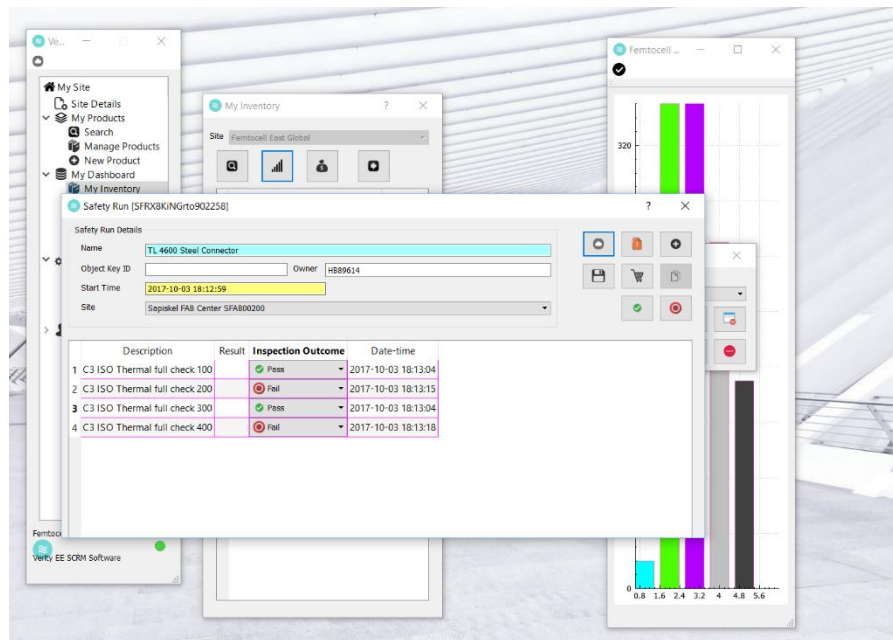 Ve...
My Site
Site Details
My Products
Search
Manage Products
New Product
My Dashboard
My Inventory
My Inventory
Site Femtocell East Global
Femtocell ...
320
Safety Run [SFRX8KiNGrto902258]
Safety Run Details
Name TL 4600 Steel Connector
Object Key ID Owner HB89614
Start Time 2017-10-03 18:12:59
Site Sapiskel FAB Center SFAB00200
Description Result Inspection Outcome Date-time
1 C3 ISO Thermal full check 100 Pass 2017-10-03 18:13:04
2 C3 ISO Thermal full check 200 Fail 2017-10-03 18:13:15
3 C3 ISO Thermal full check 300 Pass 2017-10-03 18:13:04
4 C3 ISO Thermal full check 400 Fail 2017-10-03 18:13:18
Femtoce
Verity EE SCRM Software
0
0.8 1.6 2.4 3.2 4 4.8 5.6